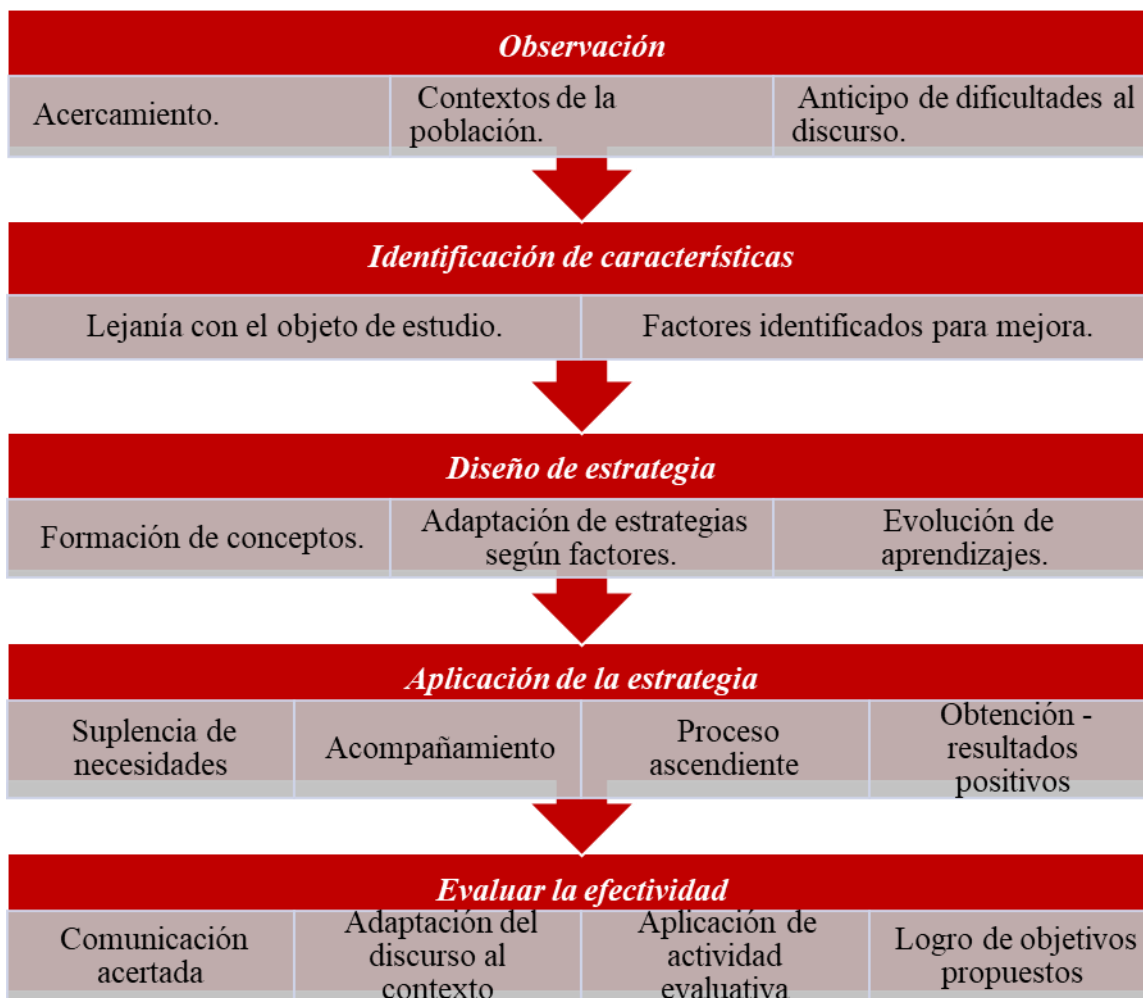 Observación
Acercamiento.
Contextos de la
población.
Anticipo de dificultades al
discurso.
Identificación de características
Lejanía con el objeto de estudio.
Factores identificados para mejora.
Diseño de estrategia
Formación de conceptos.
Adaptación de estrategias
según factores.
Evolución de
aprendizajes.
Aplicación de la estrategia
Suplencia de
necesidades
Acompañamiento
Proceso
ascendiente
Obtención -
resultados
positivos
Evaluar la efectividad
Comunicación
acertada
Adaptación del
discurso al
contexto
Aplicación de
actividad
evaluativa
Logro de objetivos
propuestos